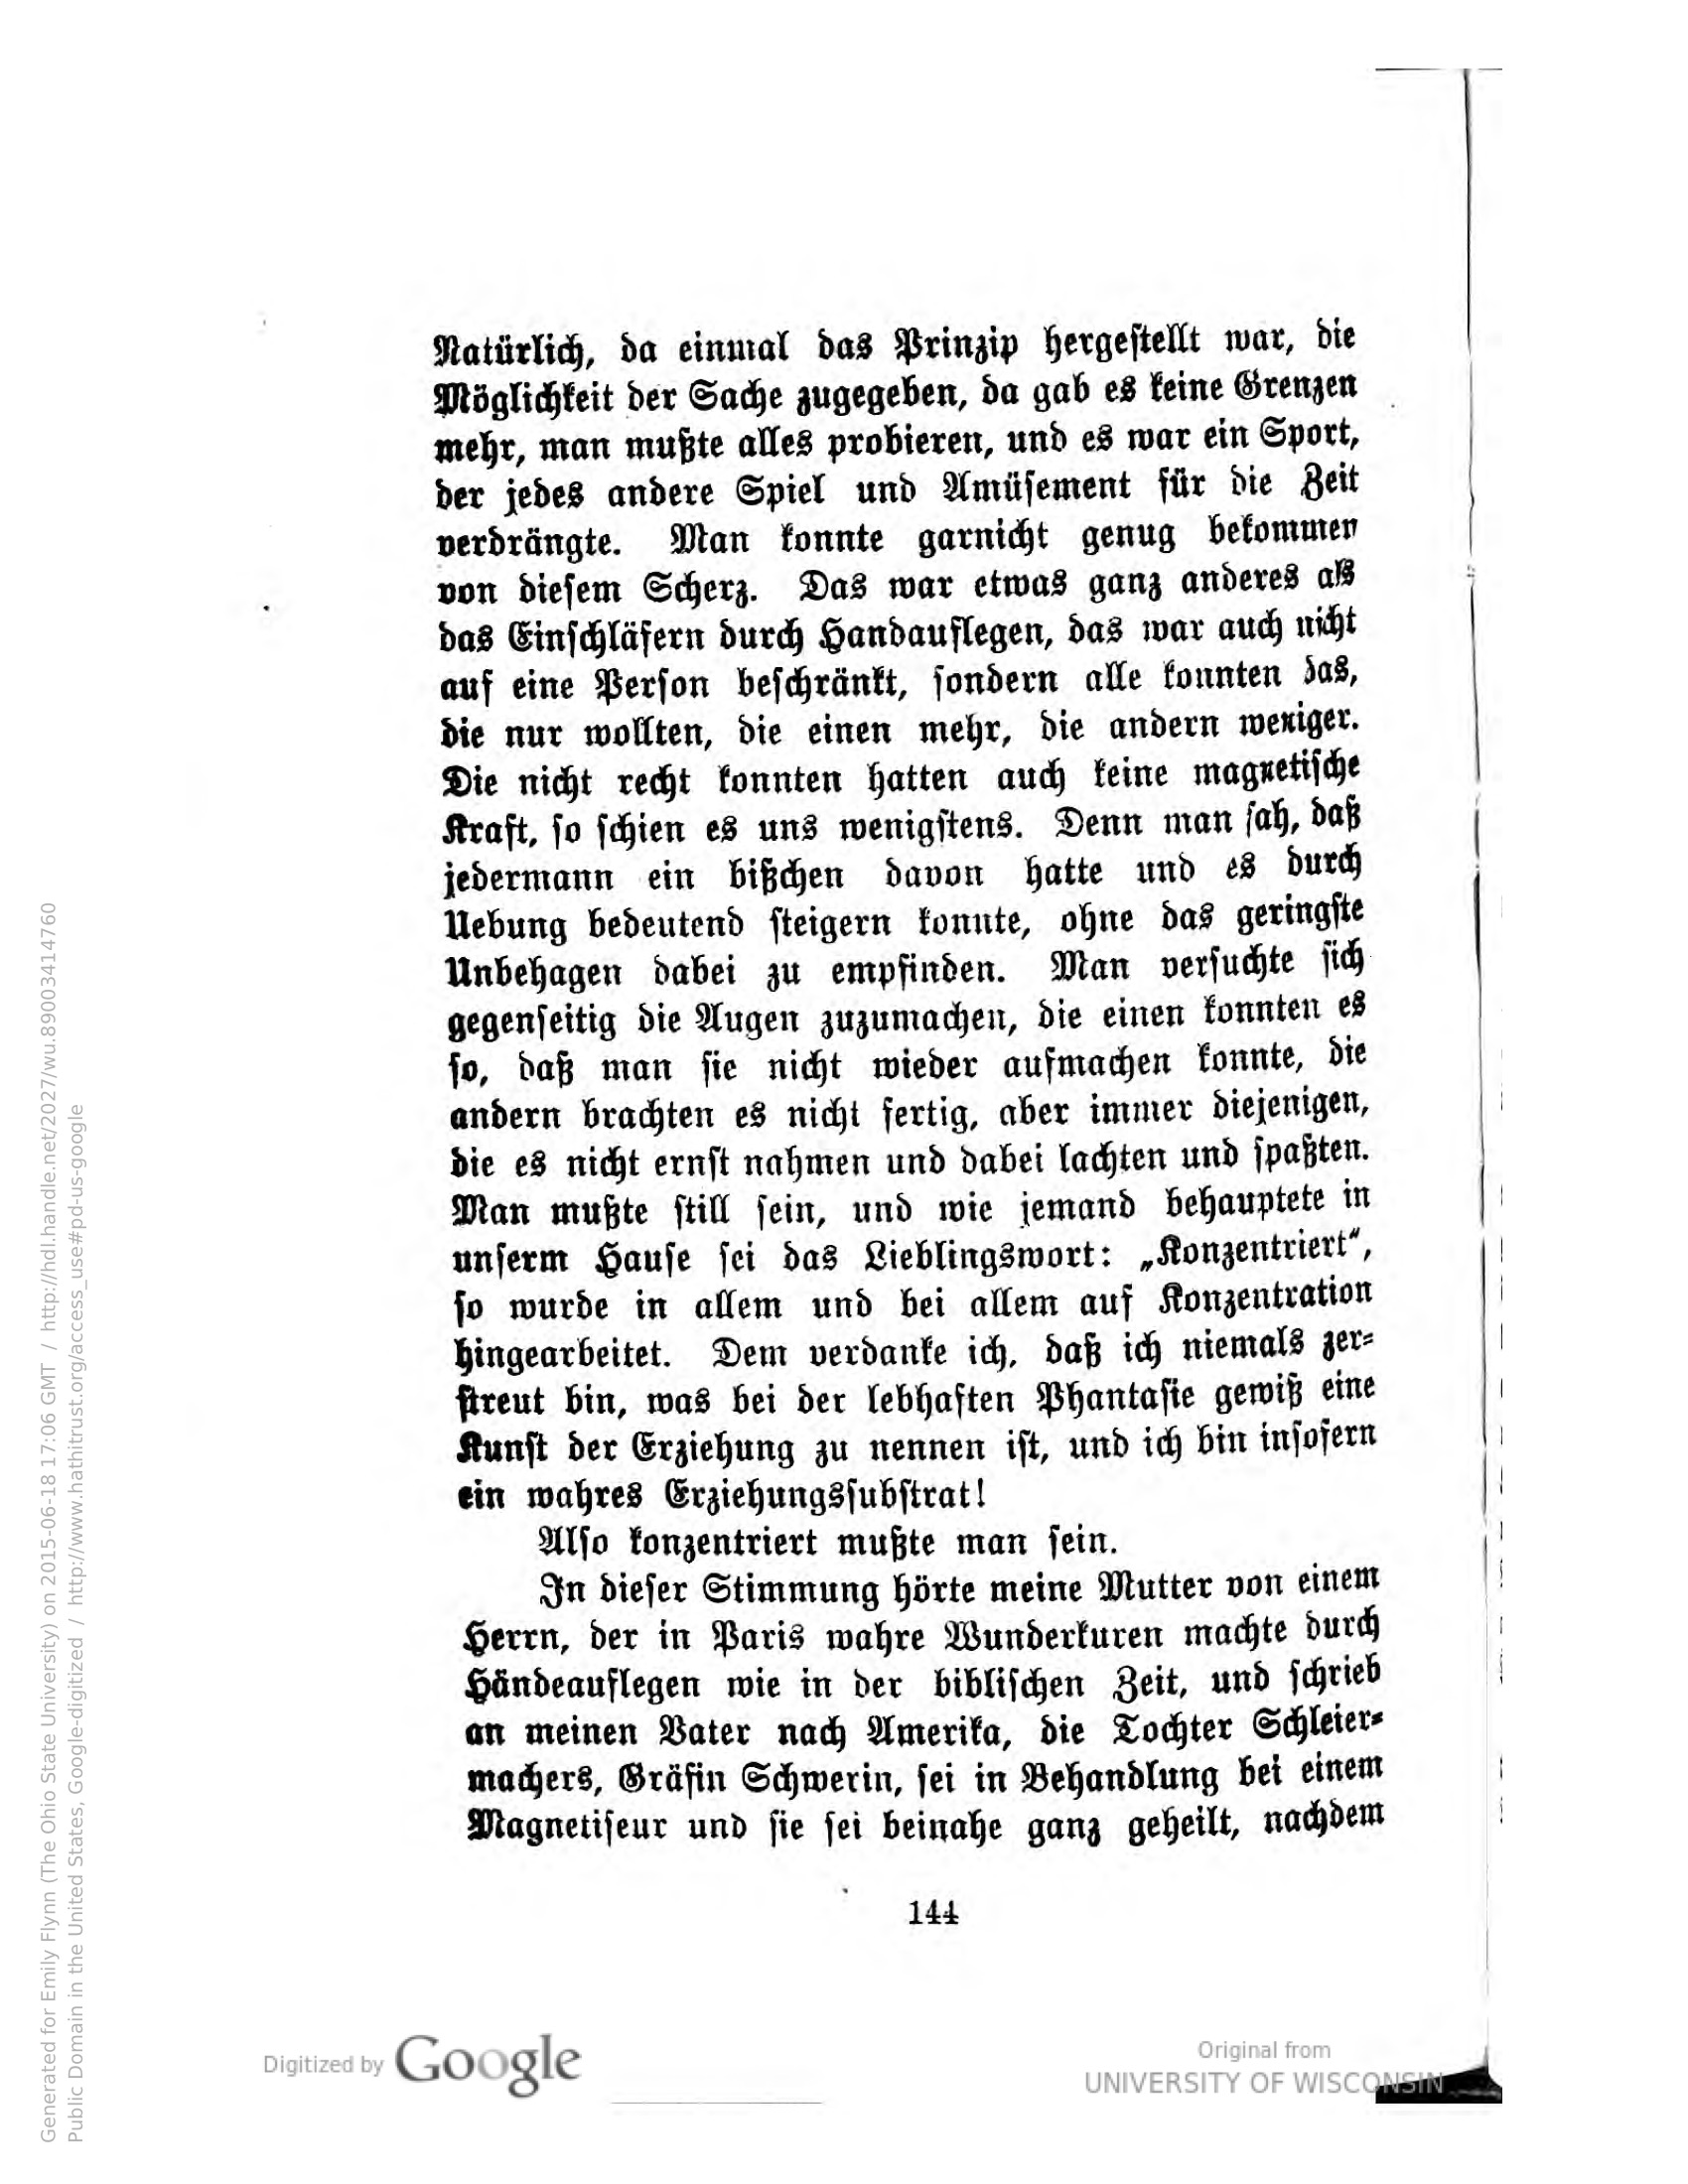 Natürlich, da einmal das Prinzip hergestellt war, die
Möglichkeit der Sache zugegeben, da gab es keine Grenzen
mehr, man mußte alles probieren, und es war ein Sport,
der jedes andere Spiel und Amüsement für die Zeit
verdrängte. Man konnte garnicht genug bekommen
von diesem Scherz. Das war etwas ganz anderes als
das Einschläfern durch Handauflegen, das war auch nicht
auf eine Person beschränkt, sondern alle konnten das,
die nur wollten, die einen mehr, die andern weniger.
Die nicht recht konnten hatten auch keine magnetische
Kraft, so schien es uns wenigstens. Denn man sah, daß
jedermann ein bißchen davon hatte und es durch
Uebung bedeutend steigern konnte, ohne das geringste
Unbehagen dabei zu empfinden. Man versuchte sich
gegenseitig die Augen zuzumachen, die einen konnten es
so, daß man sie nicht wieder aufmachen konnte, die
andern brachten es nicht fertig, aber immer diejenigen,
die es nicht ernst nahmen und dabei lachten und spaßten.
Man mußte still sein, und wie jemand behauptete in
unserm Hause sei das Lieblingswort: „Konzentriert“,
so wurde in allem und bei allem auf Konzentration
hingearbeitet. Dem verdanke ich, daß ich niemals zer-
streut bin, was bei der lebhaften Phantasie gewiß eine
Kunst der Erziehung zu nennen ist, und ich bin insofern
ein wahres Erziehungssubstrat!
Also konzentriert mußte man sein.
In dieser Stimmung hörte meine Mutter von einem
Herrn, der in Paris wahre Wunderkuren machte durch
Händeauflegen wie in der biblischen Zeit, und schrieb
an meinen Vater nach Amerika, die Tochter Schleier-
machers, Gräfin Schwerin, sei in Behandlung bei einem
Magnetiseur und sie sei beinahe ganz geheilt, nachdem
144
Digitized by Google
Original from
UNIVERSITY OF WISCONSIN
Generated for Emily Flynn (The Ohio State University) on 2015-06-18 17:06 GMT / http://hdl.handle.net/2027/wu.89003414760
Public Domain in the United States, Google-digitized / http://www.hathitrust.org/access_use#pd-us-google